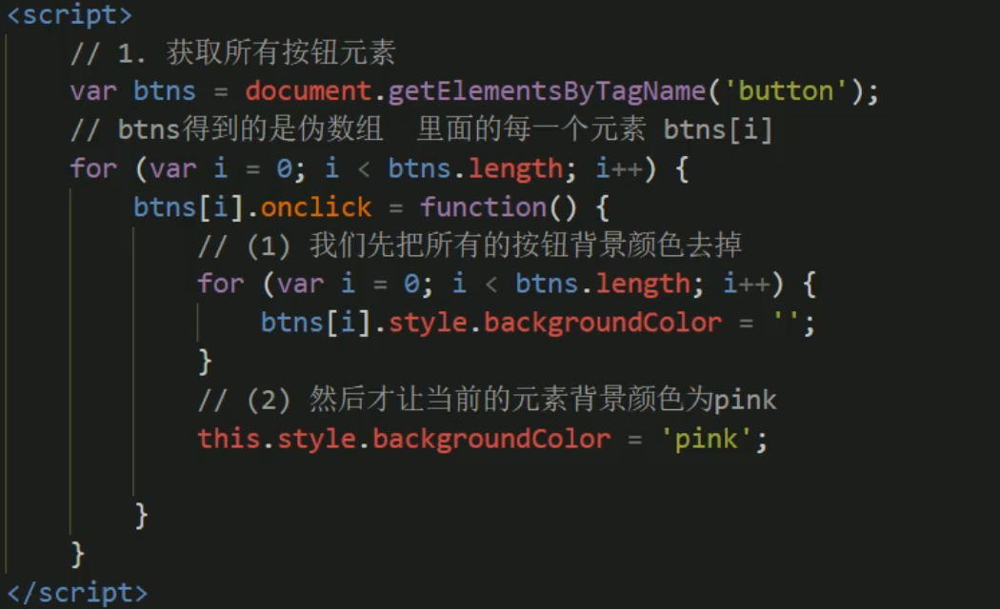 <script>
// 1. 获取所有按钮元素
var btns = document.getElementsByTagName('button');
// btns得到的是伪数组  里面的每一个元素 btns[i]
for (var i = 0; i < btns.length; i++) {
btns[i].onclick = function() {
// (1) 我们先把所有的按钮背景颜色去掉
for (var i = 0; i < btns.length; i++) {
btns[i].style.backgroundColor = '';
}
// (2) 然后才让当前的元素背景颜色为pink
this.style.backgroundColor = 'pink';
}
}
</script>